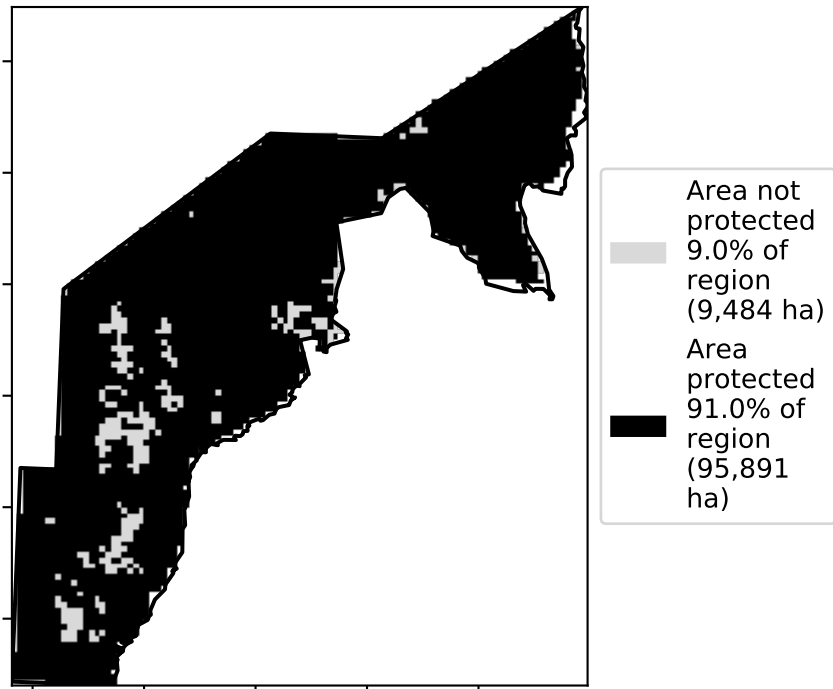 Area not
protected
9.0% of
region
(9,484 ha)
Area
protected
91.0% of
region
(95,891
ha)